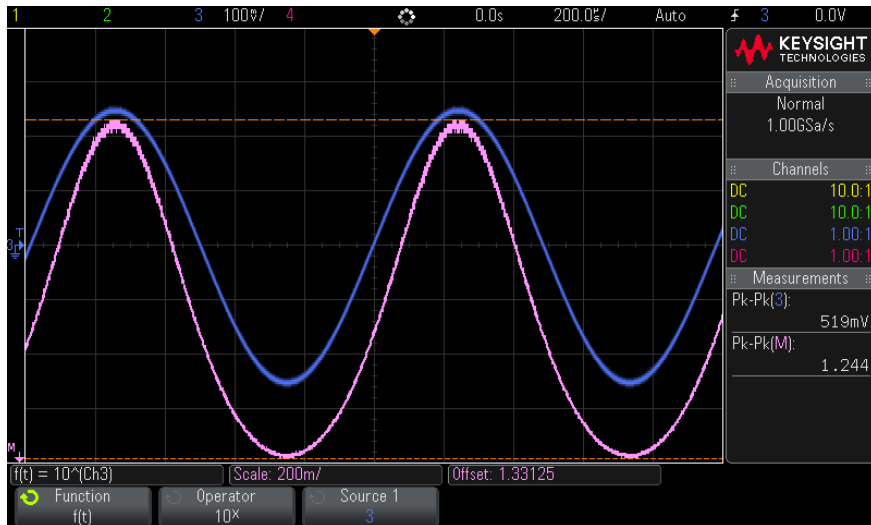 1 2 3 100mV/ 4 0.0s 200.0µs/ Auto 3 0.0V
KEYSIGHT
TECHNOLOGIES
Acquisition
Normal
1.00GSa/s
Channels
DC 10.0:1
DC 10.0:1
DC 1.00:1
DC 1.00:1
Measurements
Pk-Pk(3):
519mV
Pk-Pk(M):
1.244
T
3
M
f(t) = 10^(Ch3) Scale: 200m/ Offset: 1.33125
Function Operator Source 1
f(t) 10ˣ 3